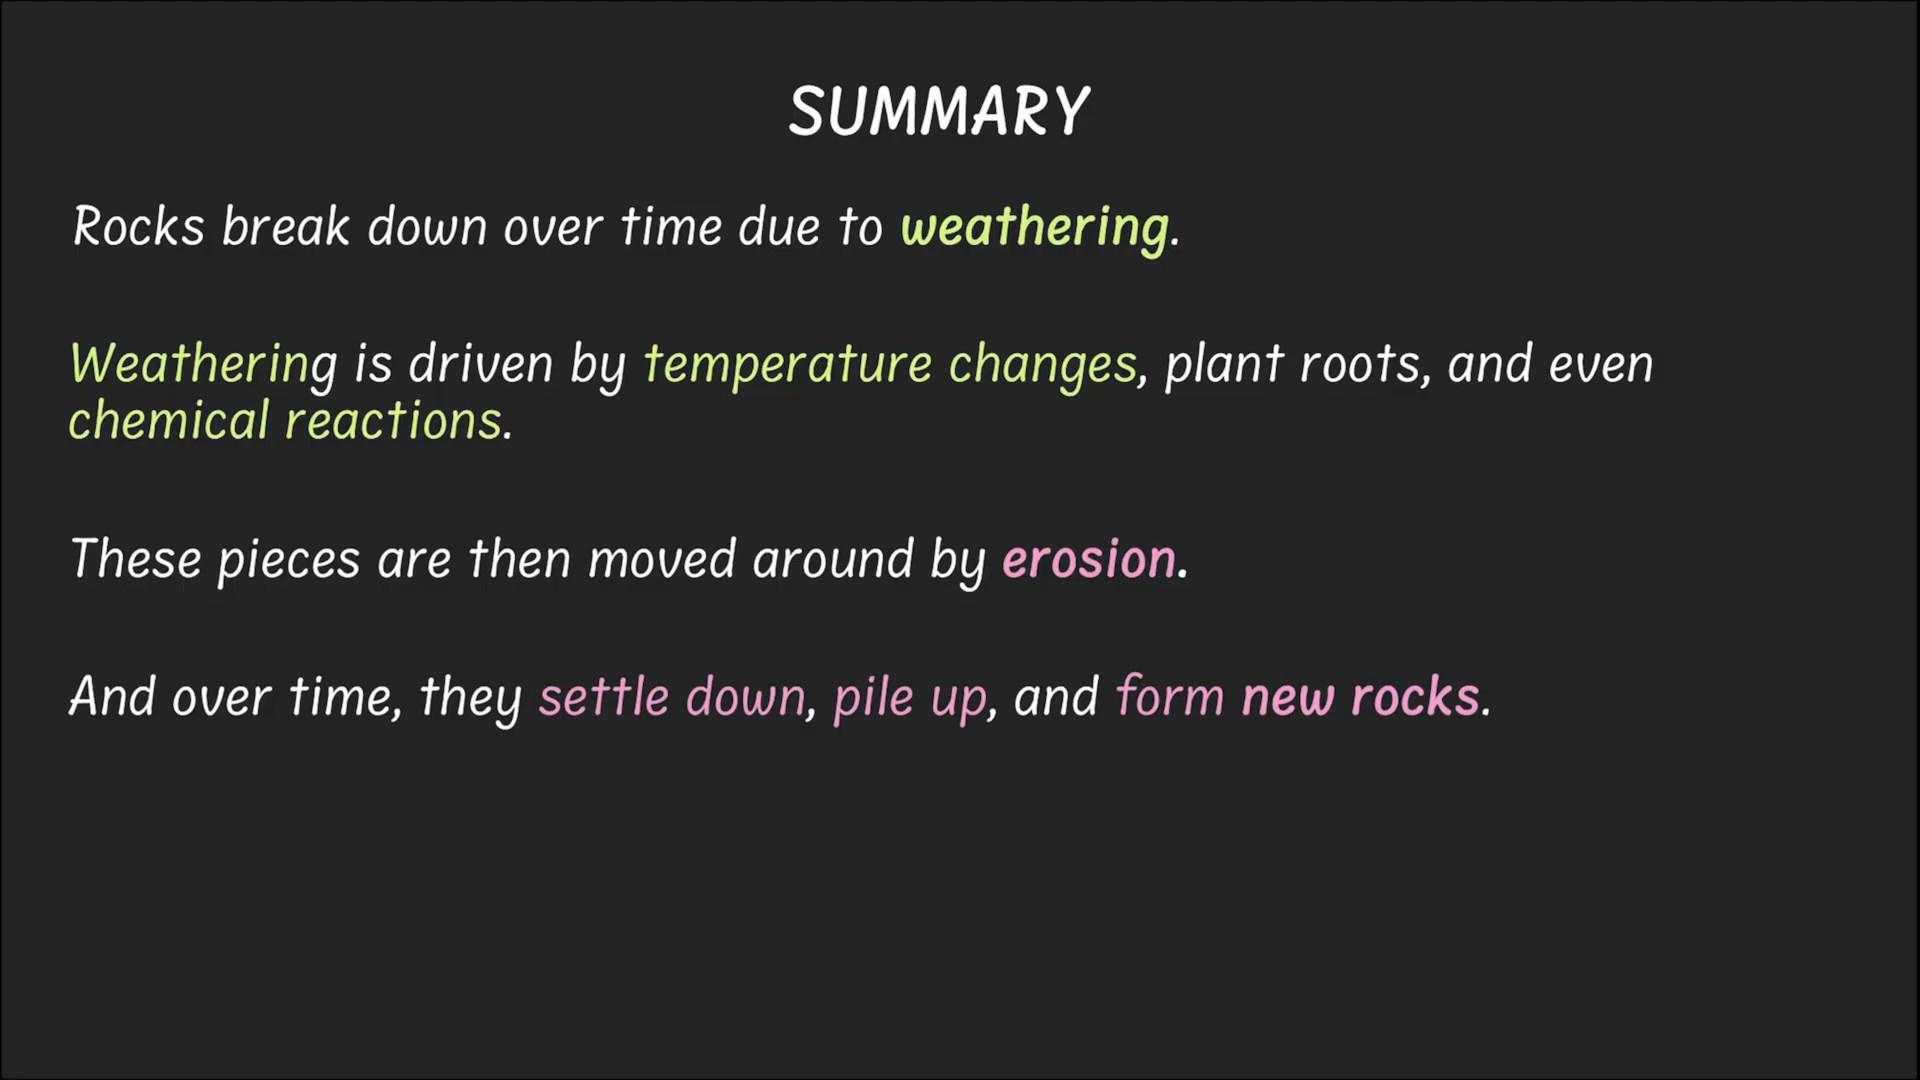 SUMMARY
Rocks break down over time due to weathering.
Weathering is driven by temperature changes, plant roots, and even
chemical reactions.
These pieces are then moved around by erosion.
And over time, they settle down, pile up, and form new rocks.